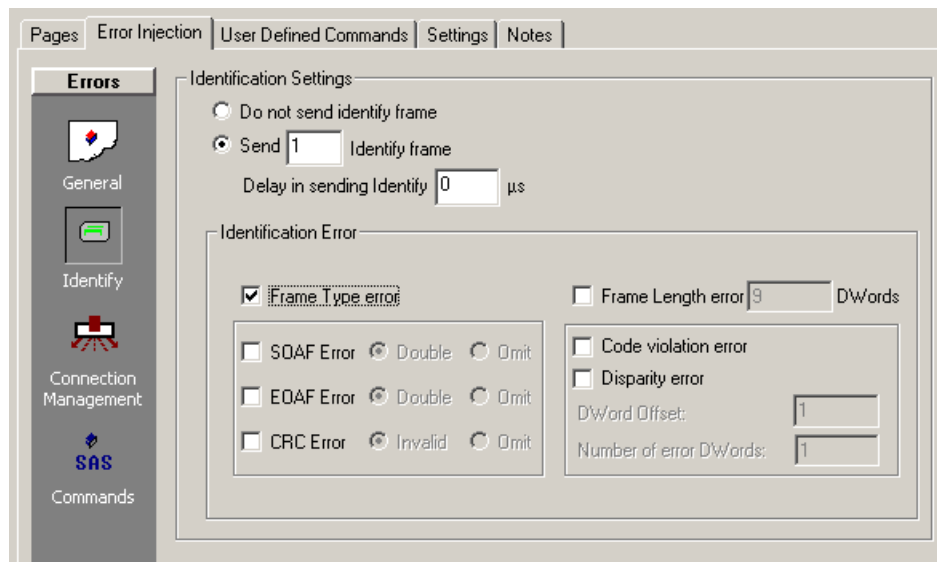 Pages Error Injection User Defined Commands Settings Notes
Errors
General
Identify
Connection
Management
SAS
Commands
Identification Settings
Do not send identify frame
Send 1 Identify frame
Delay in sending Identify 0 µs
Identification Error
Frame Type error
Frame Length error 9 DWords
SOAF Error Double Omit
EOAF Error Double Omit
CRC Error Invalid Omit
Code violation error
Disparity error
DWord Offset: 1
Number of error DWords: 1